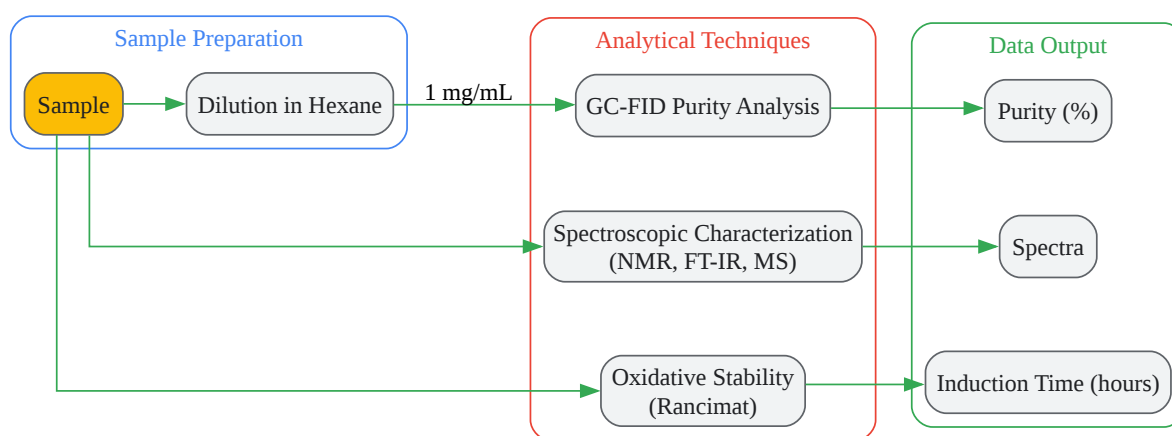 Sample Preparation
Analytical Techniques
Data Output
Sample
Dilution in Hexane
1 mg/mL
GC-FID Purity Analysis
Purity (%)
Spectroscopic Characterization
(NMR, FT-IR, MS)
Spectra
Oxidative Stability
(Rancimat)
Induction Time (hours)